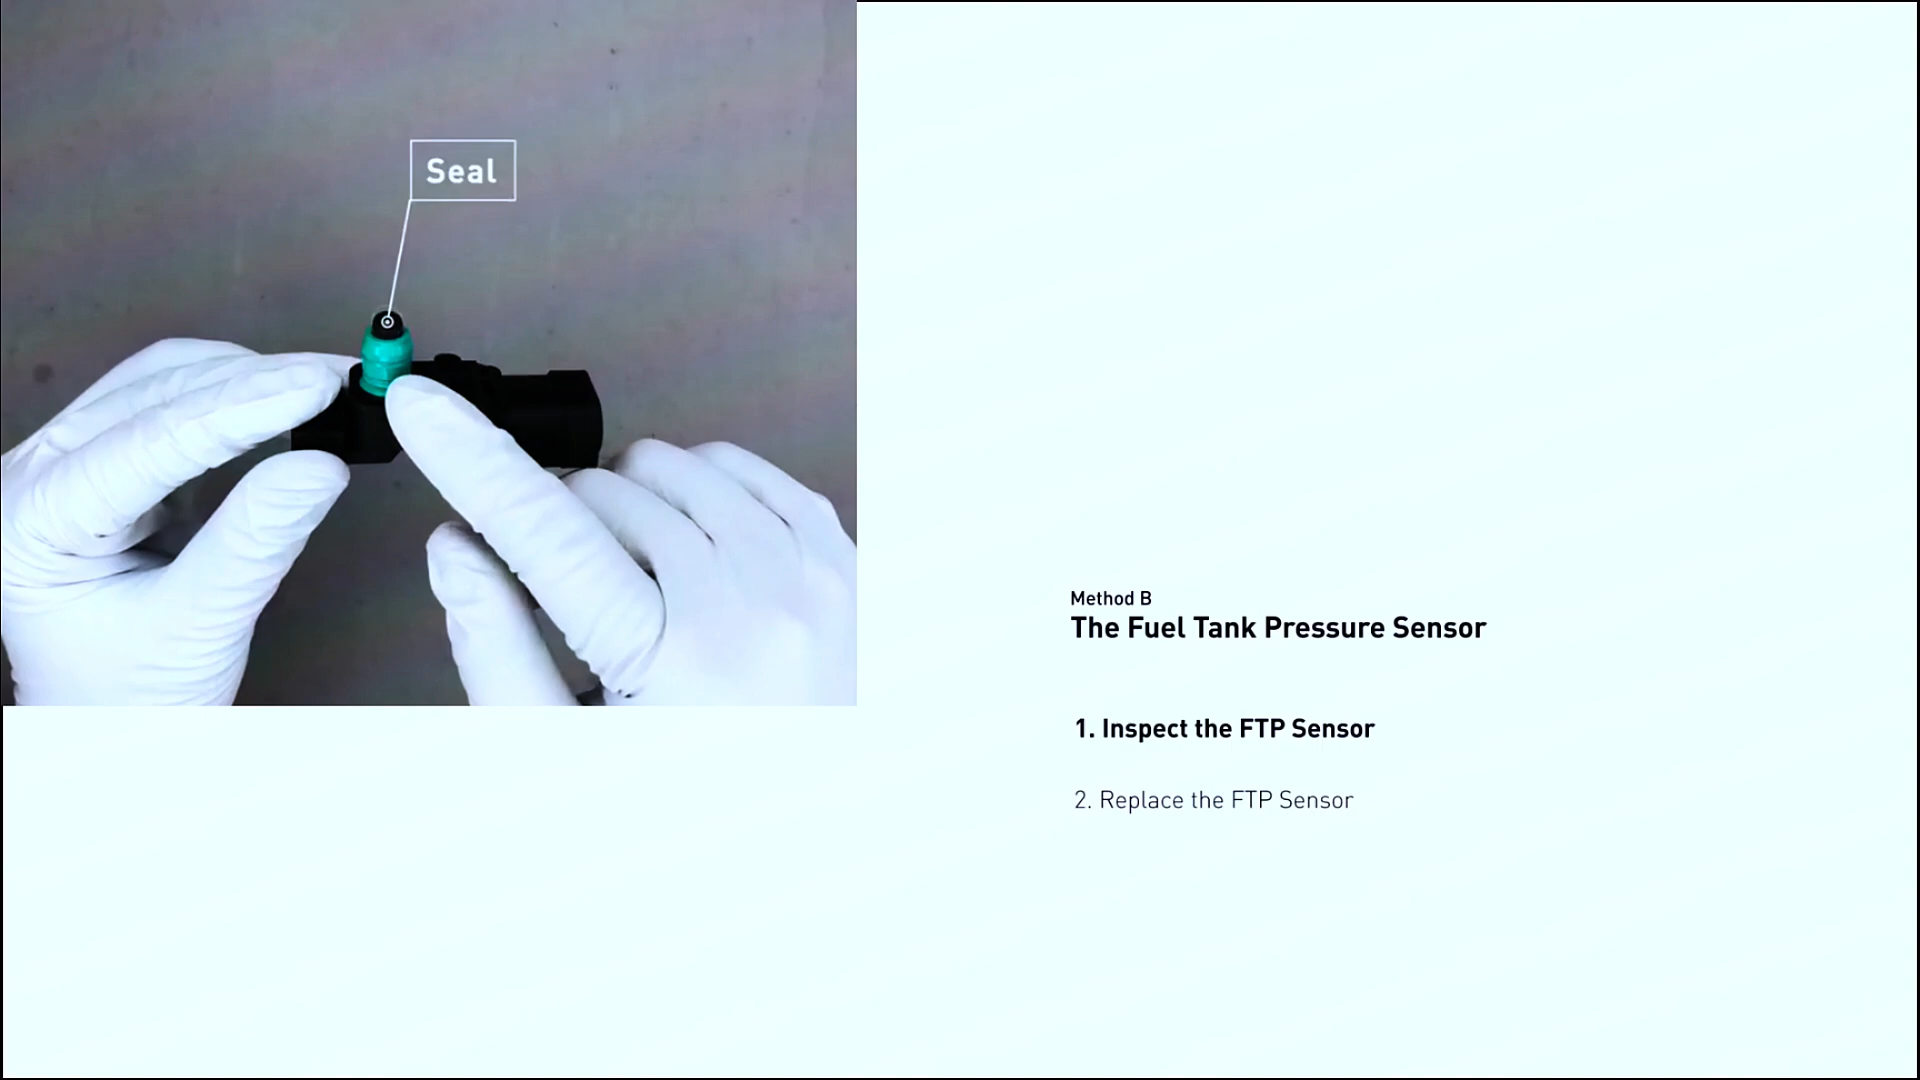 Seal
Method B
The Fuel Tank Pressure Sensor
1. Inspect the FTP Sensor
2. Replace the FTP Sensor